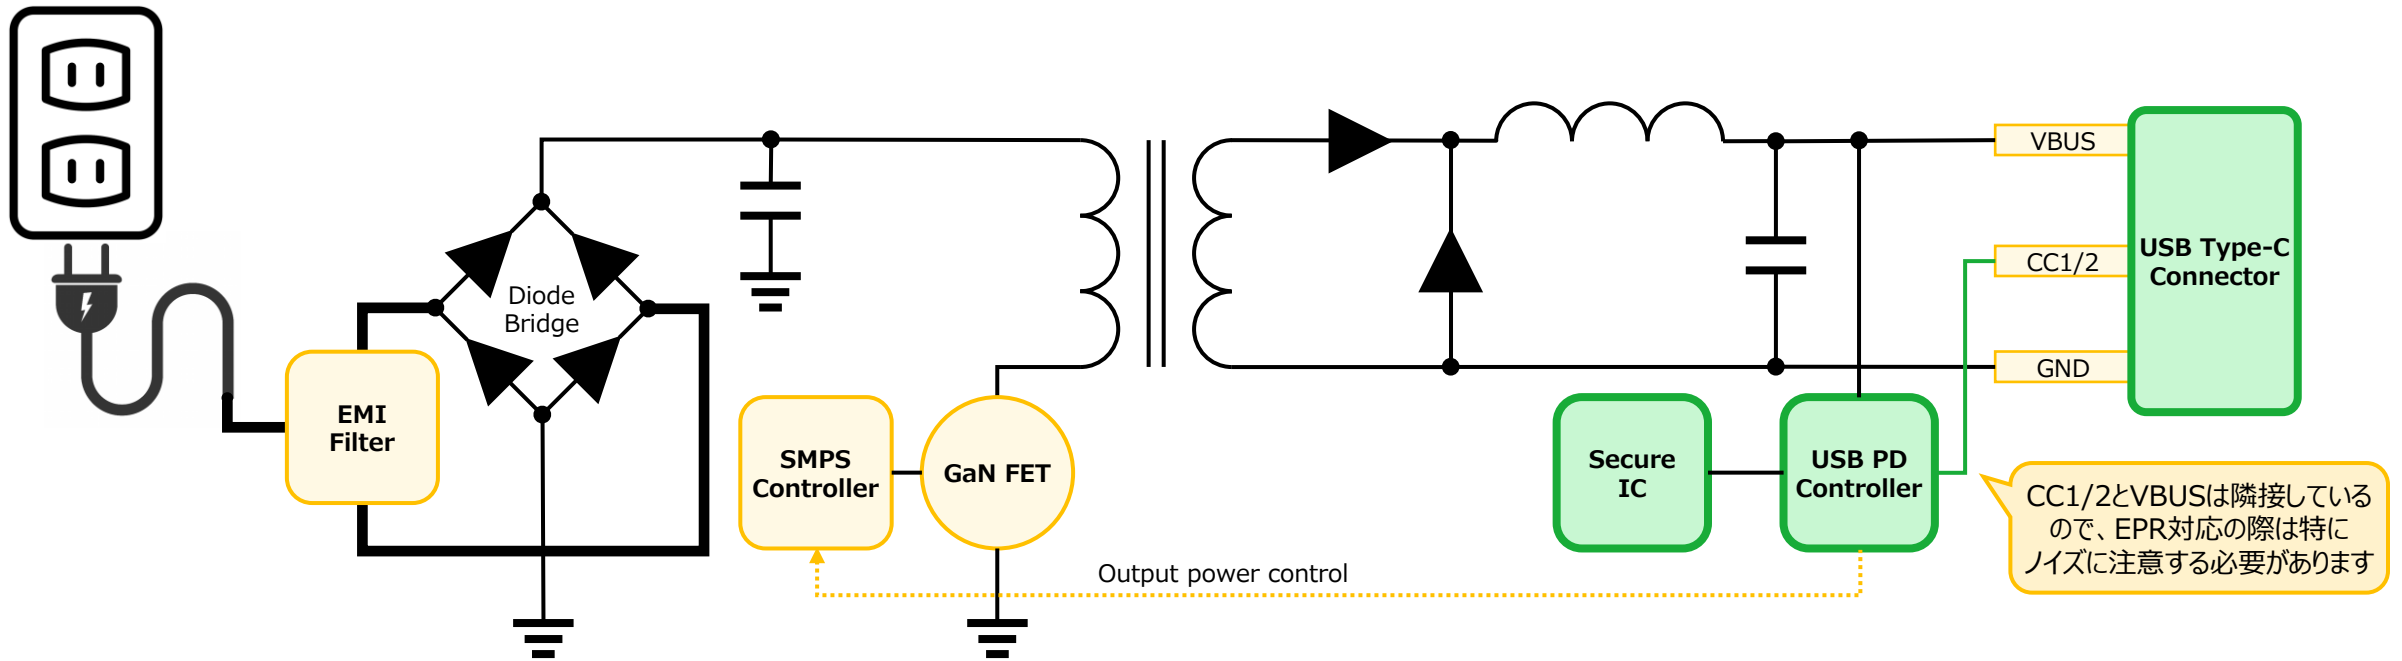 Diode
Bridge
EMI
Filter
SMPS
Controller
GaN FET
Output power control
Secure
IC
USB PD
Controller
VBUS
CC1/2
GND
USB Type-C
Connector
CC1/2とVBUSは隣接している
ので、EPR対応の際は特に
ノイズに注意する必要があります